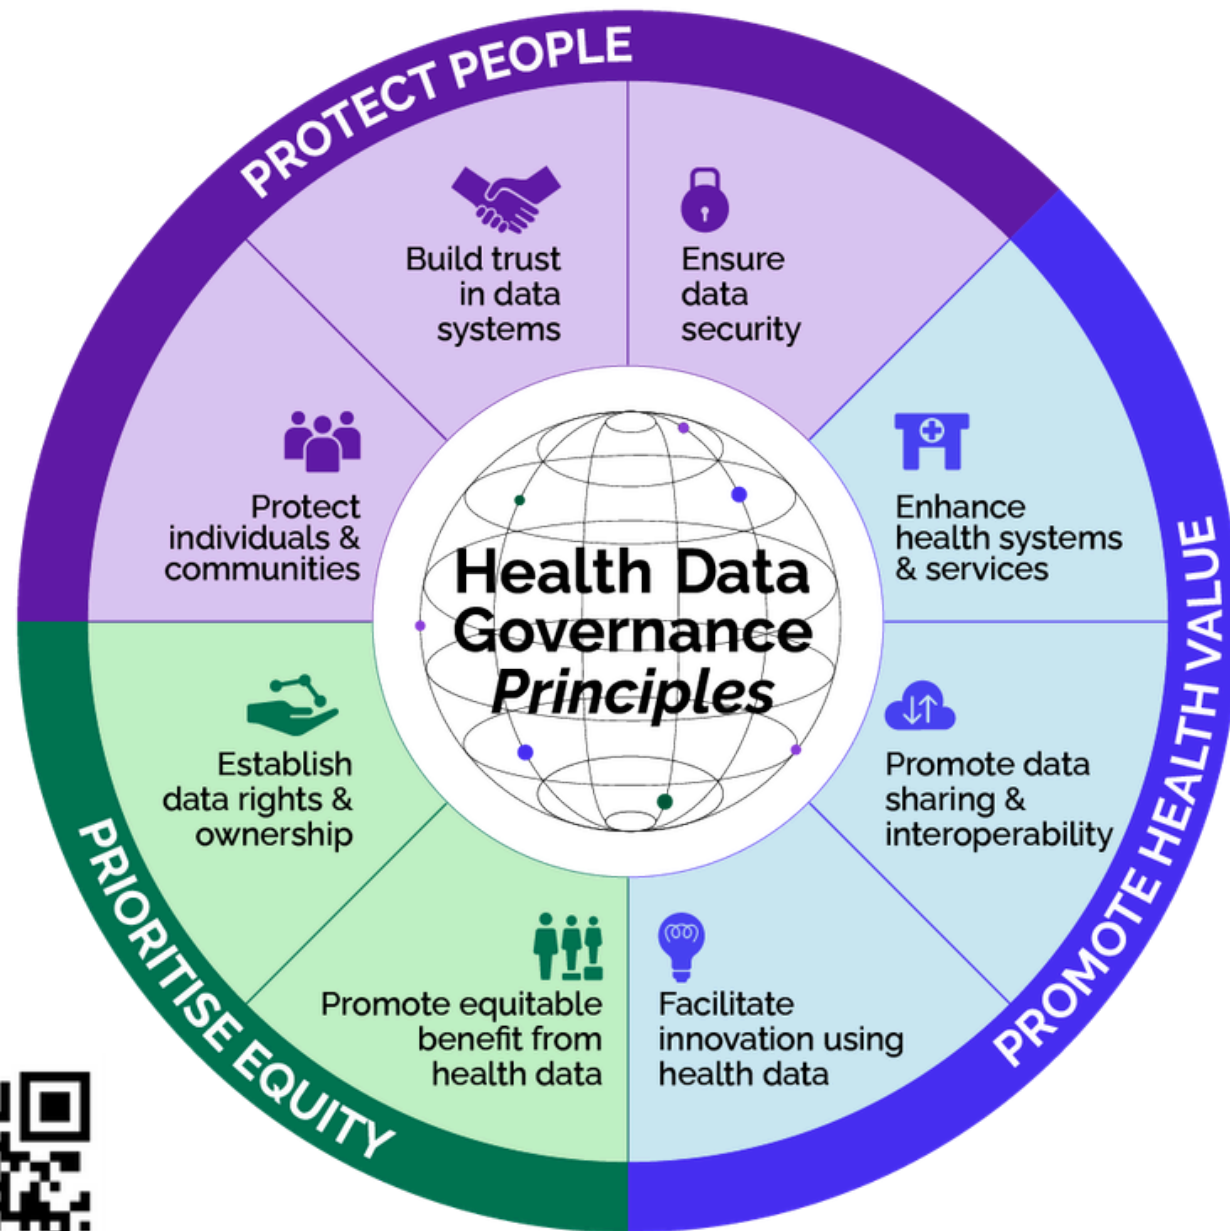 PROTECT PEOPLE
Build trust
in data
systems
Ensure
data
security
Protect
individuals &
communities
Enhance
health systems
& services
Health Data
Governance
Principles
PROMOTE HEALTH VALUE
Establish
data rights &
ownership
Promote data
sharing &
interoperability
PRIORITISE EQUITY
Promote equitable
benefit from
health data
Facilitate
innovation using
health data